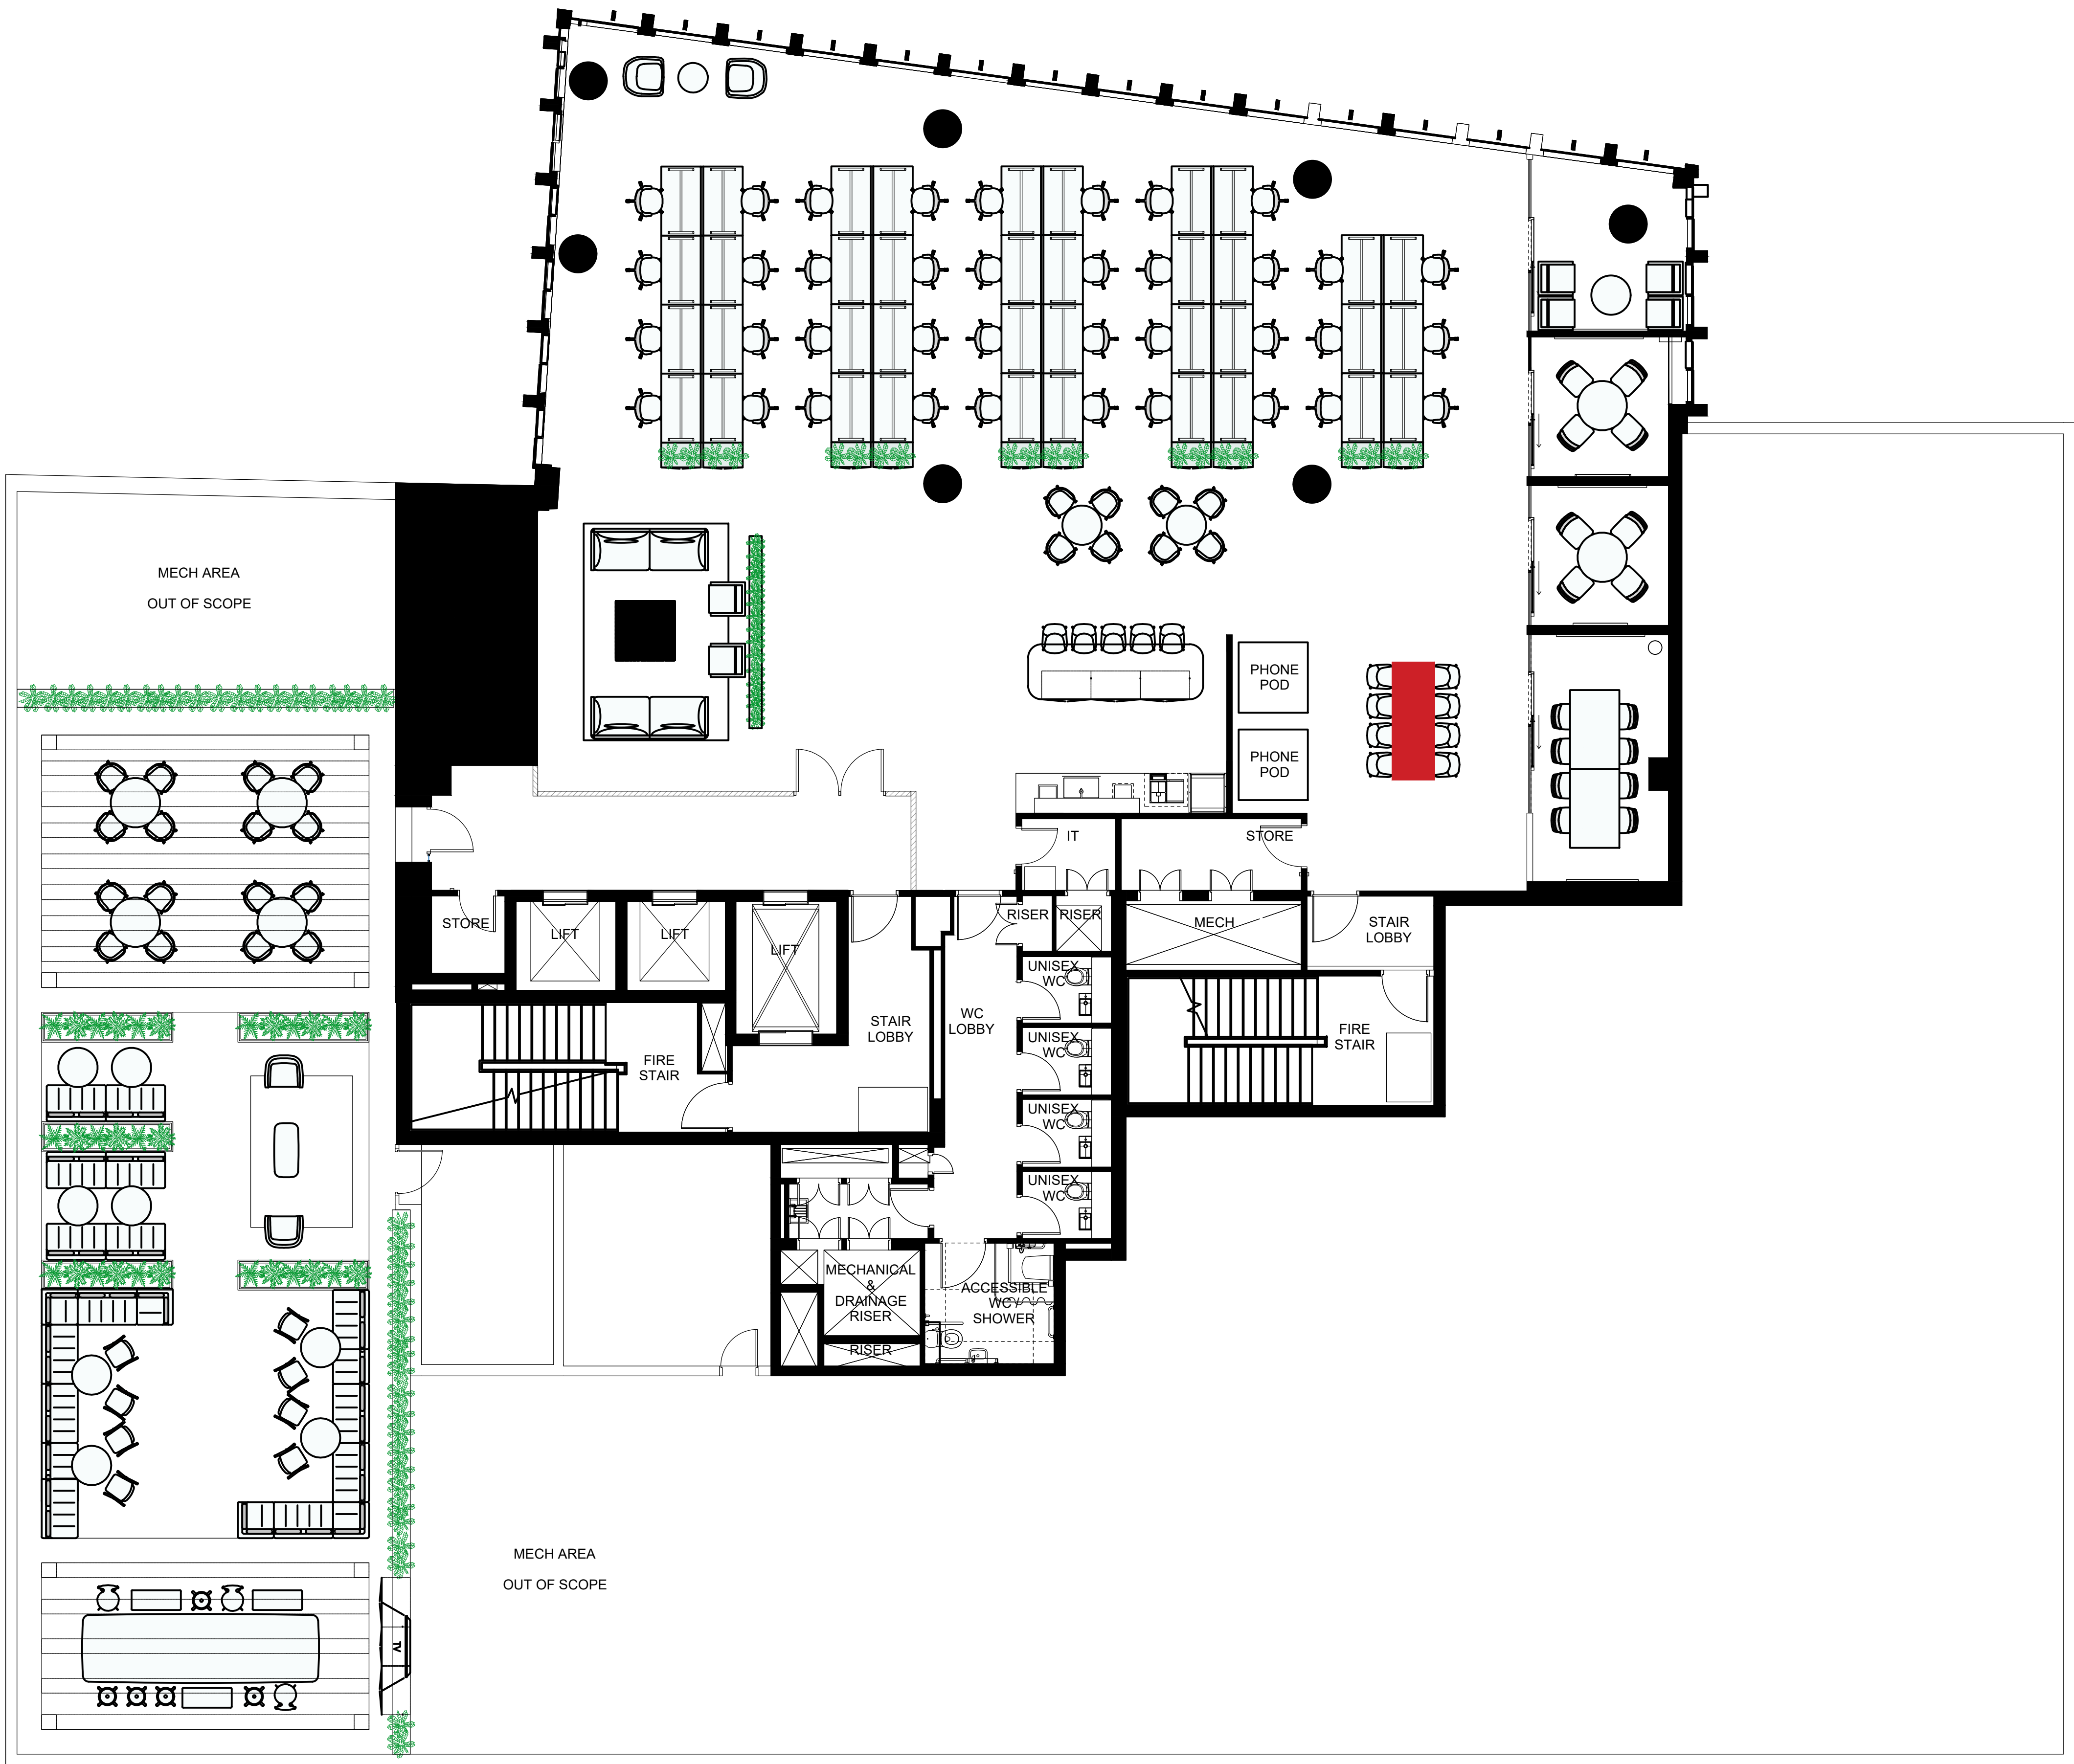 MECH AREA
OUT OF SCOPE
PHONE
POD
PHONE
POD
IT
STORE
STORE
LIFT
LIFT
LIFT
RISER
RISER
MECH
STAIR
LOBBY
UNISEX
WC
STAIR
LOBBY
WC
LOBBY
FIRE
STAIR
UNISEX
WC
FIRE
STAIR
UNISEX
WC
UNISEX
WC
MECHANICAL
&
DRAINAGE
RISER
ACCESSIBLE
WC /
SHOWER
RISER
MECH AREA
OUT OF SCOPE
TV